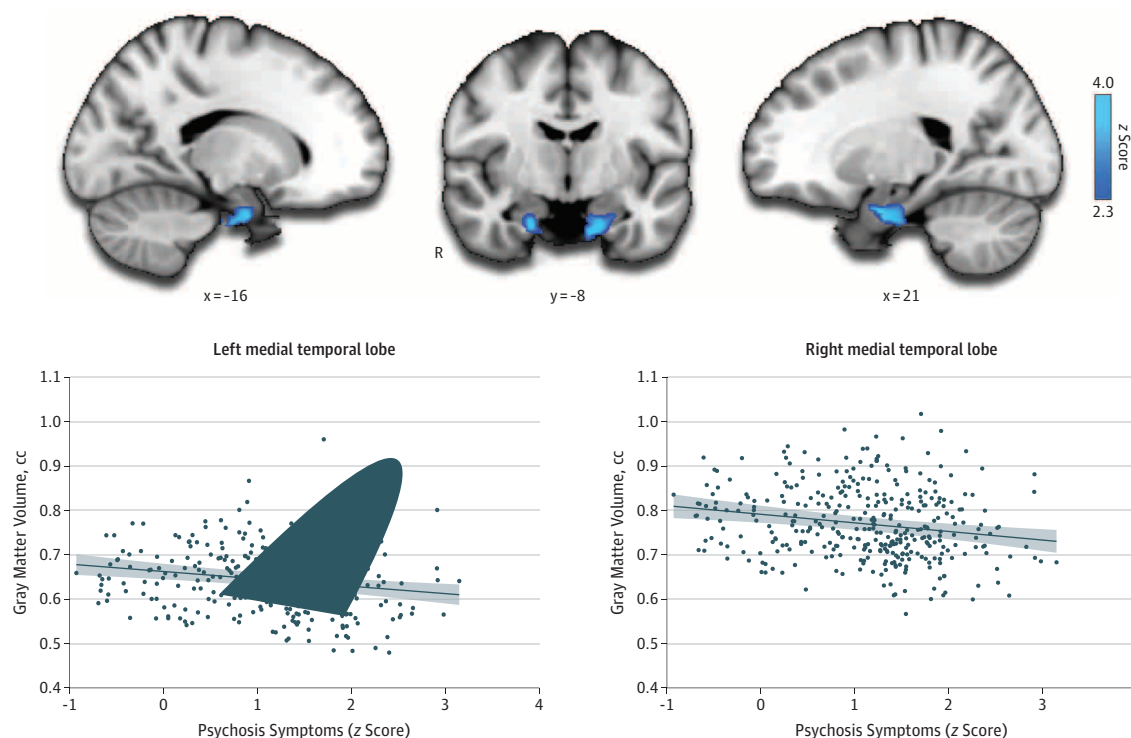 4.0
z Score
2.3
R
x = -16
y = -8
x = 21
Left medial temporal lobe
1.1
1.0
0.9
0.8
0.7
0.6
0.5
0.4
Gray Matter Volume, cc
-1
0
1
2
3
4
Psychosis Symptoms (z Score)
Right medial temporal lobe
1.1
1.0
0.9
0.8
0.7
0.6
0.5
0.4
Gray Matter Volume, cc
-1
0
1
2
3
Psychosis Symptoms (z Score)